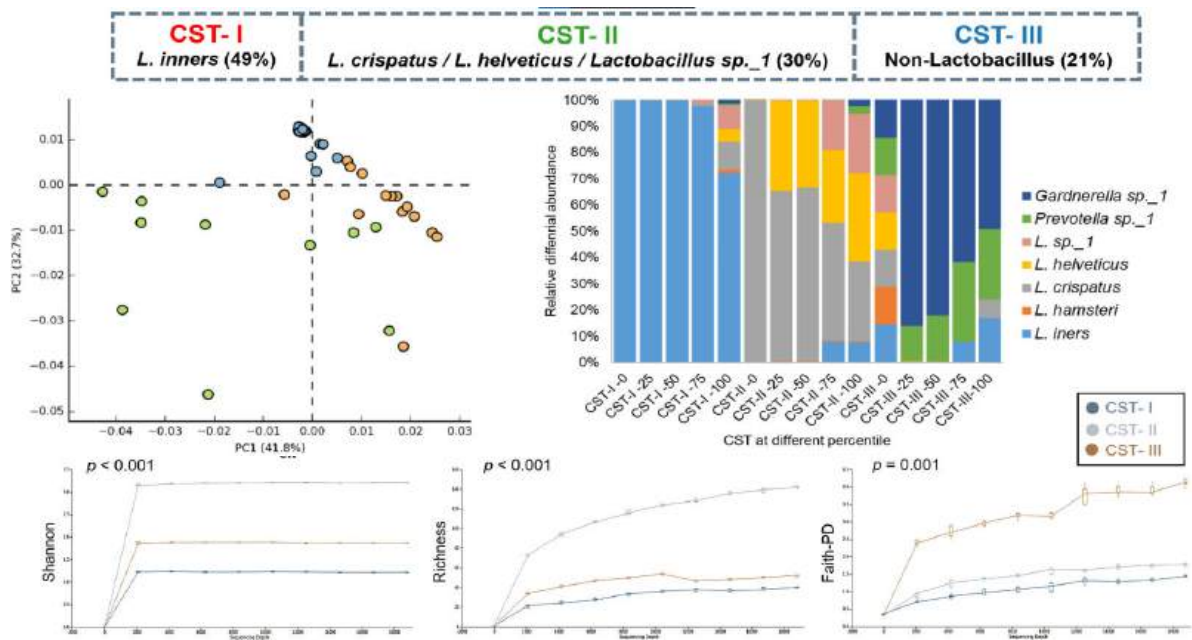 CST- I
L. inners (49%)
CST- II
L. crispatus / L. helveticus / Lactobacillus sp._1 (30%)
CST- III
Non-Lactobacillus (21%)
0.01
0.00
−0.01
−0.02
−0.03
−0.04
−0.05
PC2 (32.7%)
−0.04
−0.03
−0.02
−0.01
0.00
0.01
0.02
0.03
PC1 (41.8%)
Relative diffenrial abundance
100%
90%
80%
70%
60%
50%
40%
30%
20%
10%
0%
CST-I -0
CST-I -25
CST-I -50
CST-I -75
CST-I -100
CST-II -0
CST-II -25
CST-II -50
CST-II -75
CST-II -100
CST-III -0
CST-III -25
CST-III -50
CST-III -75
CST-III-100
CST at different percentile
Gardnerella sp._1
Prevotella sp._1
L. sp._1
L. helveticus
L. crispatus
L. hamsteri
L. iners
CST- I
CST- II
CST- III
p < 0.001
Shannon
Sequencing Depth
p < 0.001
Richness
Sequencing Depth
p = 0.001
Faith-PD
Sequencing Depth